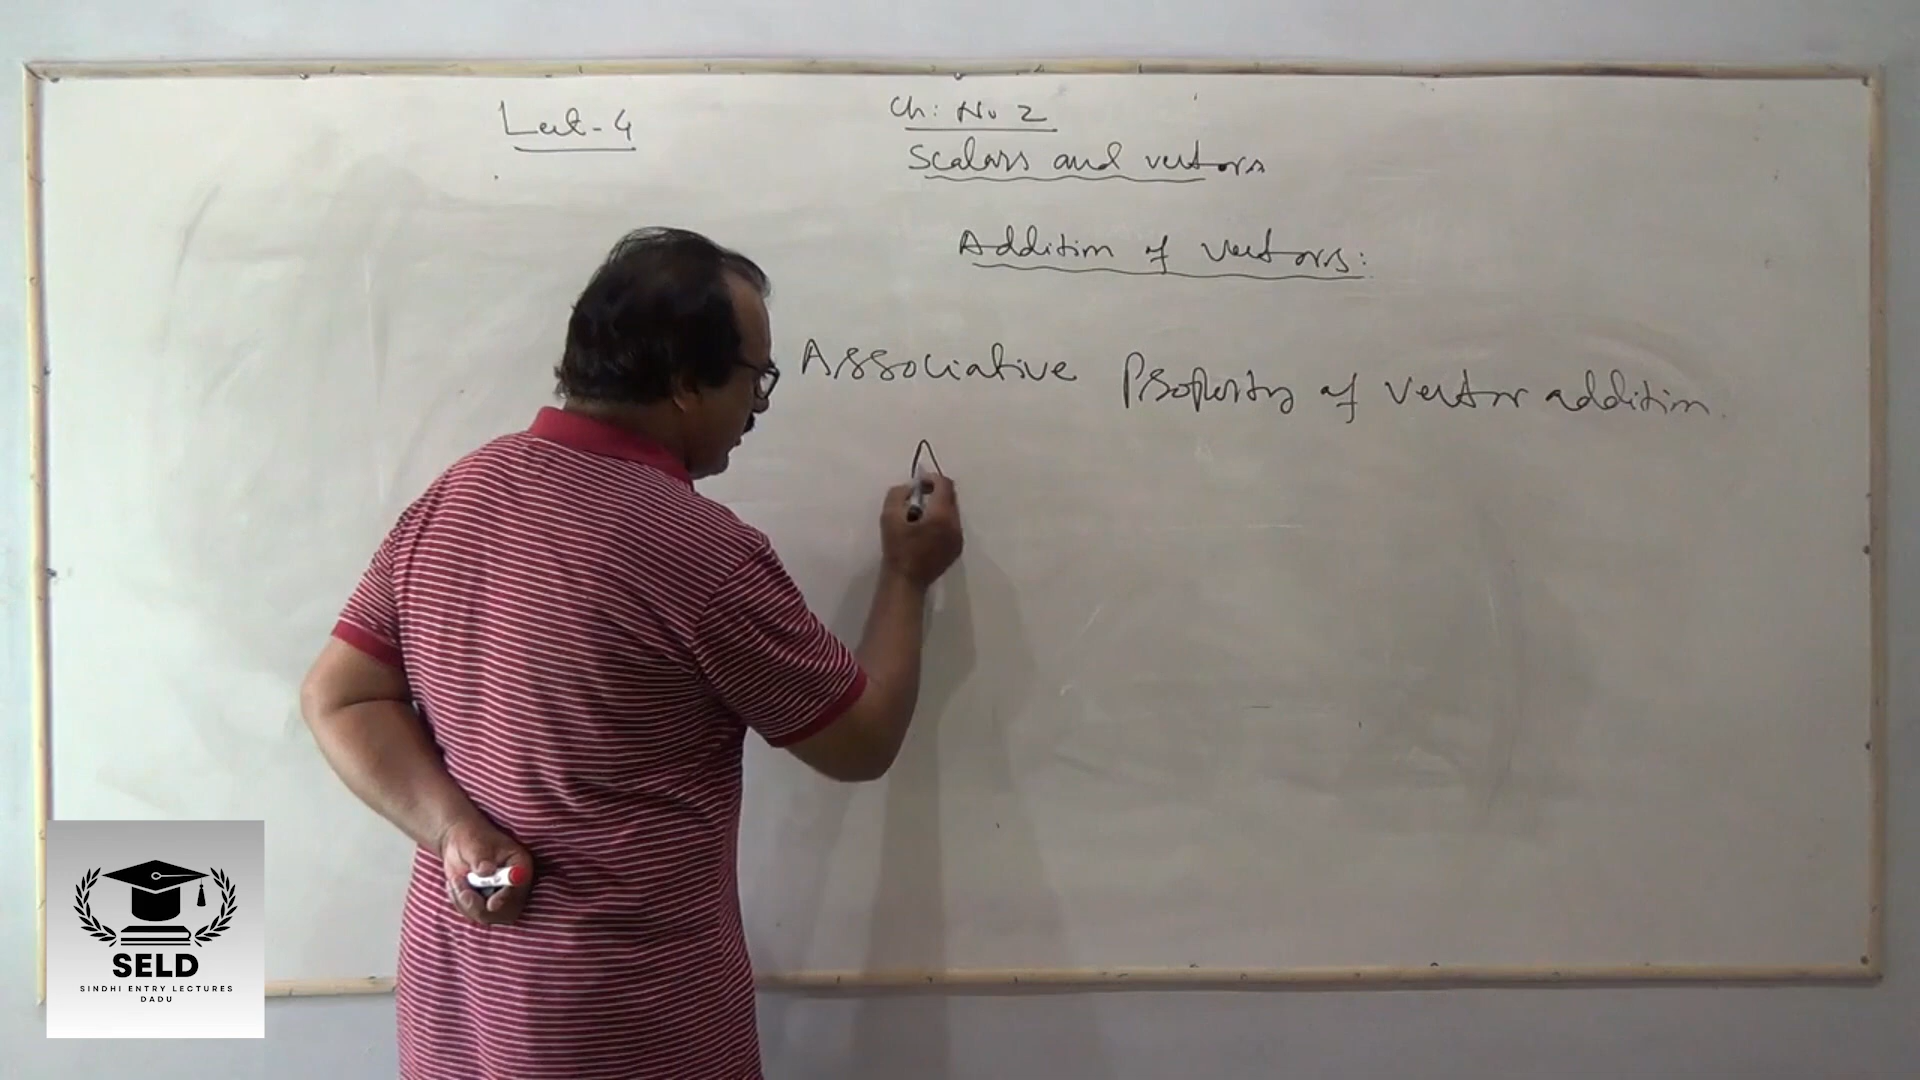 Lect-4
Ch: No 2
Scalars and vectors
Addition of vectors:
Associative Property of vector addition.
SELD
SINDHI ENTRY LECTURES
DADU